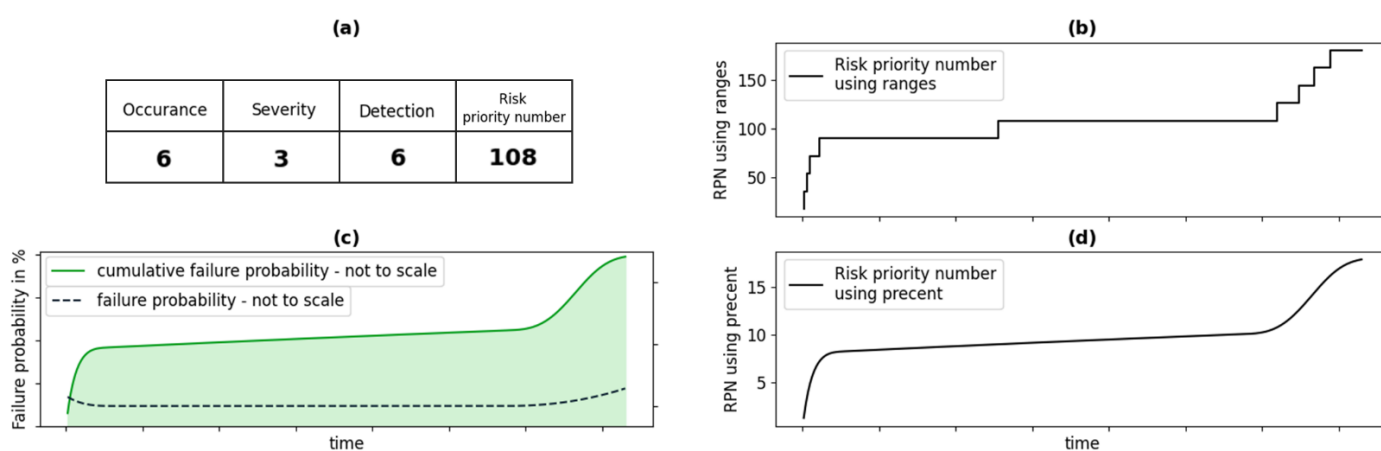 (a)
Occurance Severity Detection Risk
priority number
6 3 6 108
(b)
RPN using ranges
150
100
50
Risk priority number
using ranges
(c)
Failure probability in %
cumulative failure probability - not to scale
failure probability - not to scale
time
(d)
RPN using precent
15
10
5
Risk priority number
using precent
time